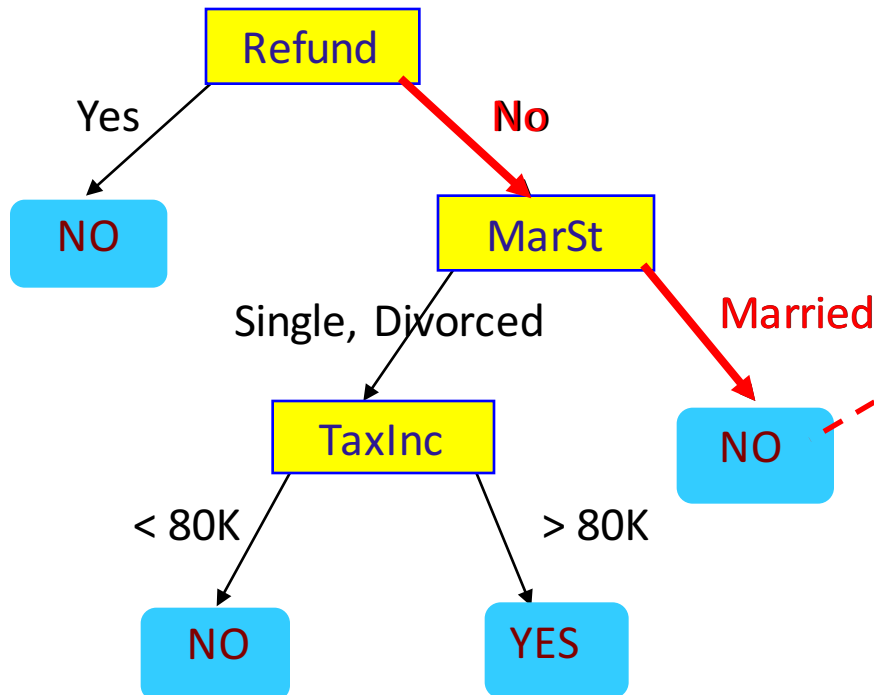 Refund
Yes
No
NO
MarSt
Single, Divorced
Married
TaxInc
NO
< 80K
> 80K
NO
YES